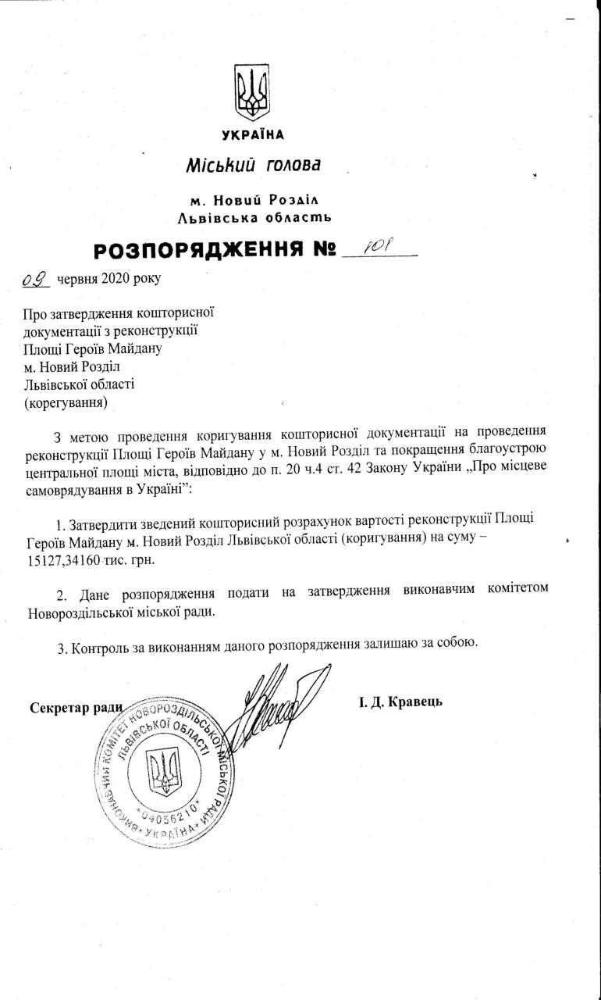 УКРАЇНА
Міський голова
м. Новий Розділ
Львівська область
РОЗПОРЯДЖЕННЯ № 101
09 червня 2020 року
Про затвердження кошторисної
документації з реконструкції
Площі Героїв Майдану
м. Новий Розділ
Львівської області
(корегування)
З метою проведення коригування кошторисної документації на проведення
реконструкції Площі Героїв Майдану у м. Новий Розділ та покращення благоустрою
центральної площі міста, відповідно до п. 20 ч.4 ст. 42 Закону України „Про місцеве
самоврядування в Україні”:
1. Затвердити зведений кошторисний розрахунок вартості реконструкції Площі
Героїв Майдану м. Новий Розділ Львівської області (коригування) на суму –
15127,34160 тис. грн.
2. Дане розпорядження подати на затвердження виконавчим комітетом
Новороздільської міської ради.
3. Контроль за виконанням даного розпорядження залишаю за собою.
Секретар ради
І. Д. Кравець
ВИКОНАВЧИЙ КОМІТЕТ НОВОРОЗДІЛЬСЬКОЇ МІСЬКОЇ РАДИ
ЛЬВІВСЬКОЇ ОБЛАСТІ
*04056210*
*УКРАЇНА*